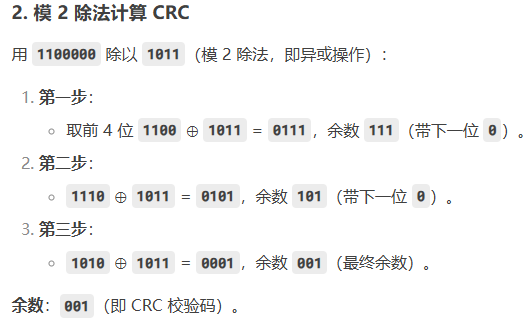 2. 模 2 除法计算 CRC
用 1100000 除以 1011（模 2 除法，即异或操作）：
1. 第一步：
◦ 取前 4 位 1100 ⊕ 1011 = 0111，余数 111（带下一位 0）。
2. 第二步：
◦ 1110 ⊕ 1011 = 0101，余数 101（带下一位 0）。
3. 第三步：
◦ 1010 ⊕ 1011 = 0001，余数 001（最终余数）。
余数：001（即 CRC 校验码）。